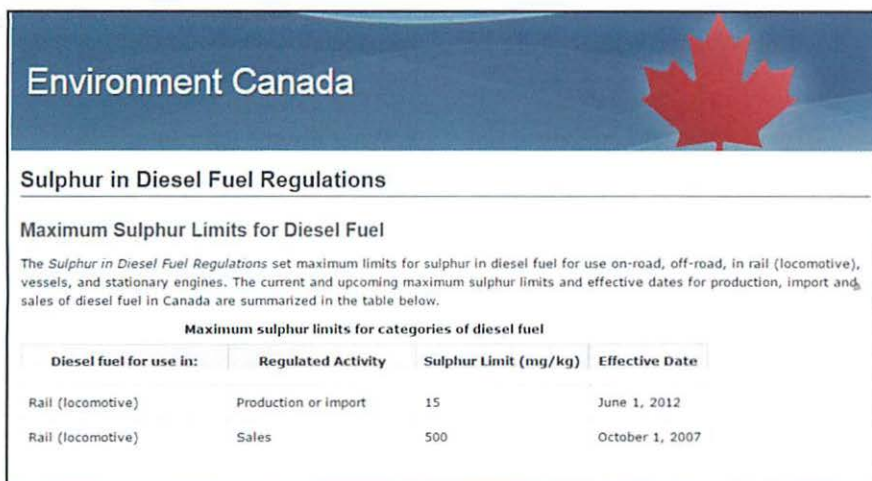 Environment Canada
Sulphur in Diesel Fuel Regulations
Maximum Sulphur Limits for Diesel Fuel
The Sulphur in Diesel Fuel Regulations set maximum limits for sulphur in diesel fuel for use on-road, off-road, in rail (locomotive),
vessels, and stationary engines. The current and upcoming maximum sulphur limits and effective dates for production, import and
sales of diesel fuel in Canada are summarized in the table below.
Maximum sulphur limits for categories of diesel fuel
Diesel fuel for use in: Regulated Activity Sulphur Limit (mg/kg) Effective Date
Rail (locomotive) Production or import 15 June 1, 2012
Rail (locomotive) Sales 500 October 1, 2007